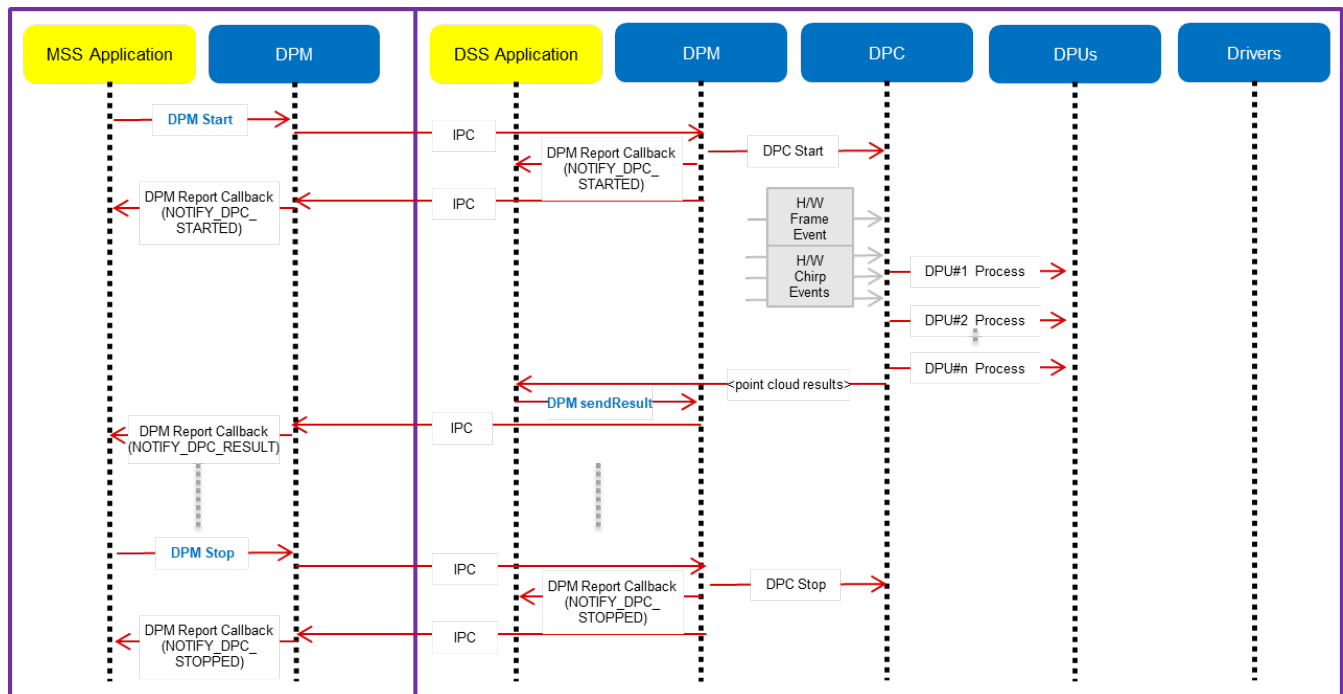 MSS Application
DPM
DSS Application
DPM
DPC
DPUs
Drivers
DPM Start
IPC
DPM Report Callback
(NOTIFY_DPC_
STARTED)
DPC Start
DPM Report Callback
(NOTIFY_DPC_
STARTED)
IPC
H/W
Frame
Event
H/W
Chirp
Events
DPU#1 Process
DPU#2 Process
DPU#n Process
<point cloud results>
DPM sendResult
DPM Report Callback
(NOTIFY_DPC_RESULT)
IPC
DPM Stop
IPC
DPM Report Callback
(NOTIFY_DPC_
STOPPED)
DPC Stop
DPM Report Callback
(NOTIFY_DPC_
STOPPED)
IPC